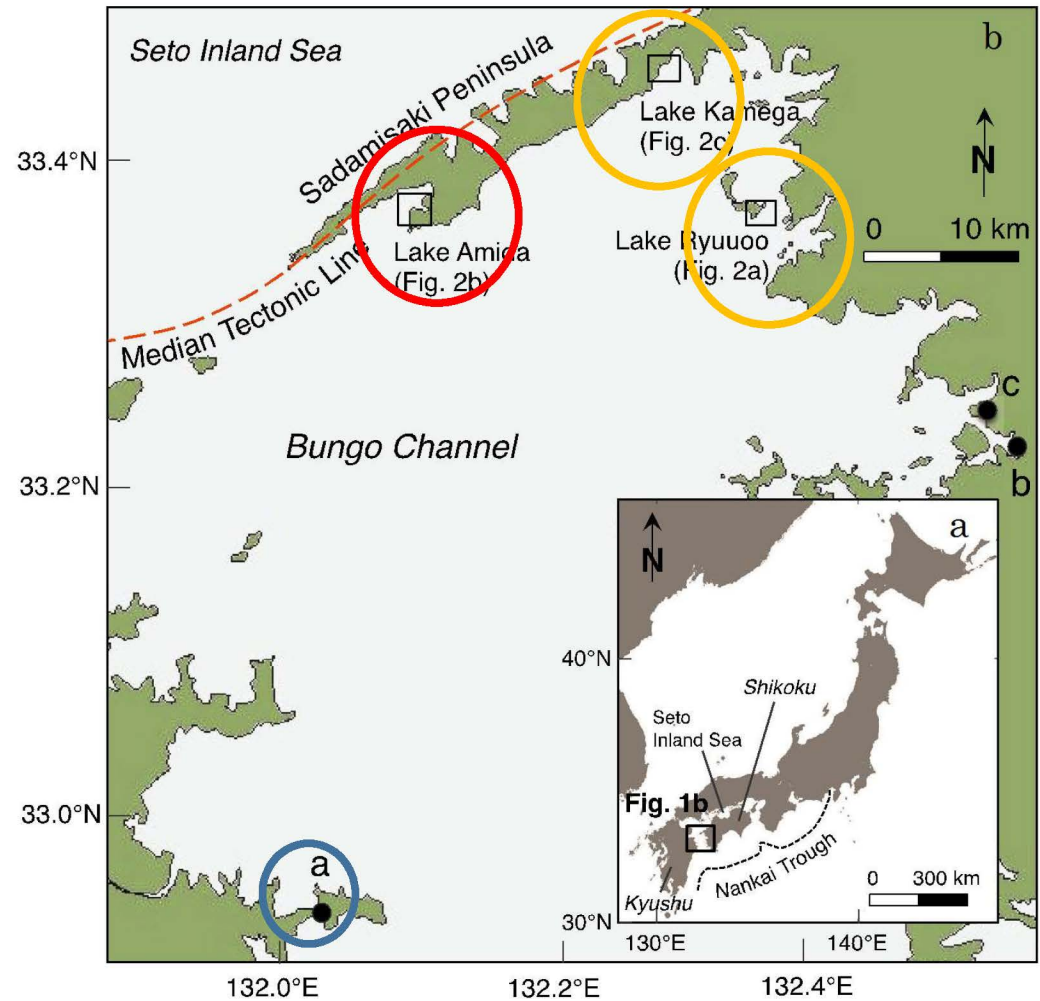 Seto Inland Sea
b
Sadamisaki Peninsula
Lake Kamega
(Fig. 2c)
N
33.4°N
0 10 km
Lake Ryuuoo
(Fig. 2a)
Lake Amida
(Fig. 2b)
Median Tectonic Line
c
Bungo Channel
b
33.2°N
a
N
40°N
Shikoku
Seto
Inland Sea
Fig. 1b
Nankai Trough
Kyushu
0 300 km
30°N
130°E 140°E
33.0°N
a
132.0°E 132.2°E 132.4°E